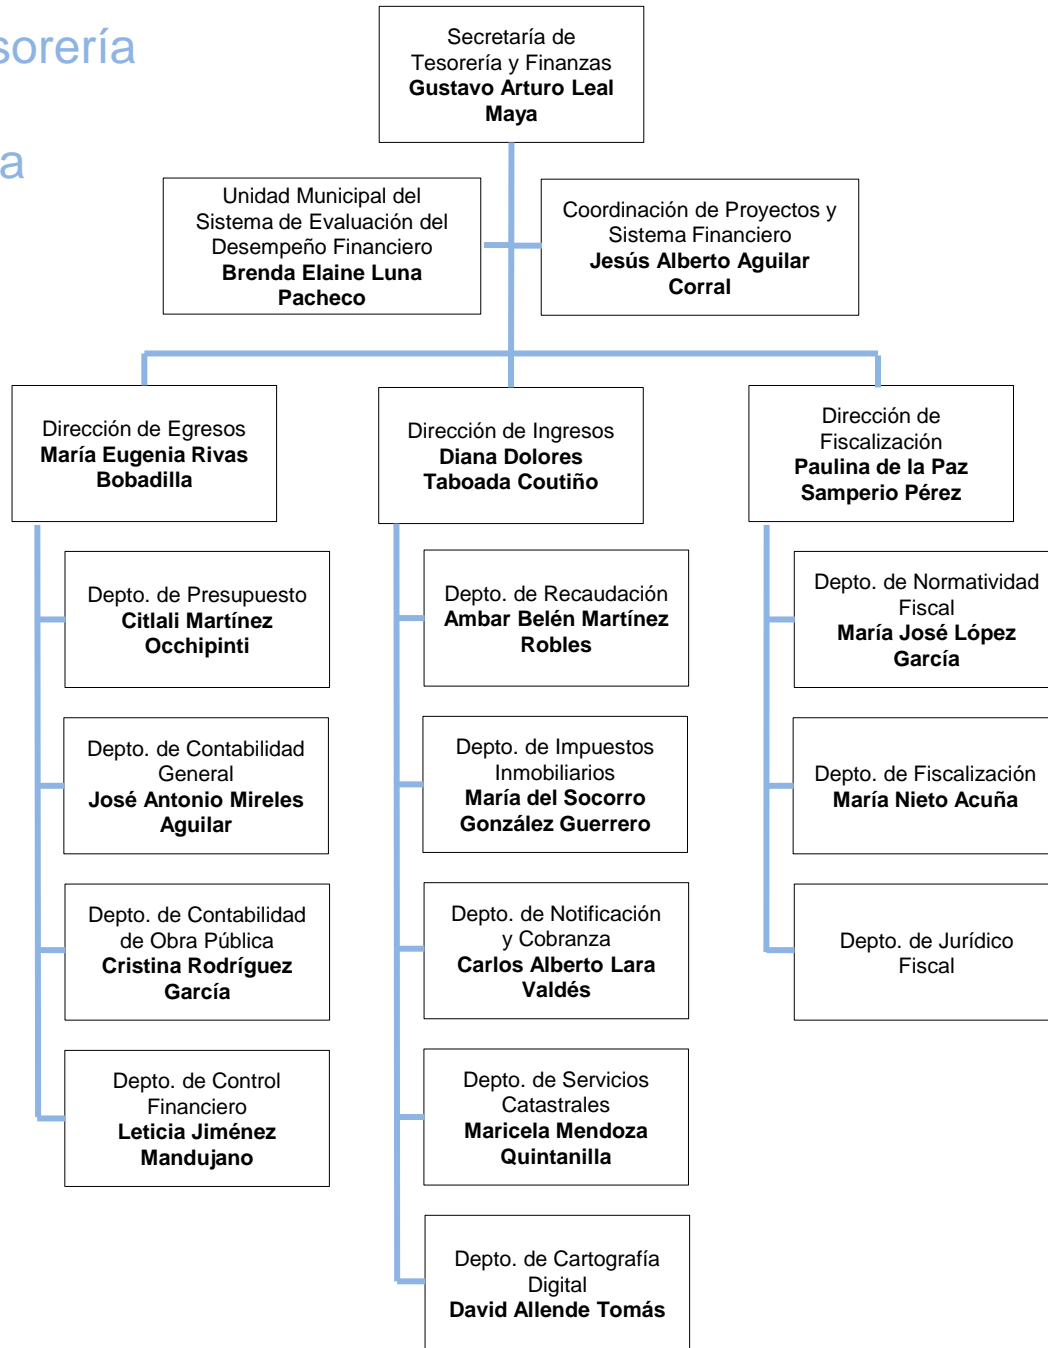 sorería
a
Secretaría de
Tesorería y Finanzas
Gustavo Arturo Leal
Maya
Unidad Municipal del
Sistema de Evaluación del
Desempeño Financiero
Brenda Elaine Luna
Pacheco
Coordinación de Proyectos y
Sistema Financiero
Jesús Alberto Aguilar
Corral
Dirección de Egresos
María Eugenia Rivas
Bobadilla
Depto. de Presupuesto
Citlali Martínez
Occhipinti
Depto. de Contabilidad
General
José Antonio Mireles
Aguilar
Depto. de Contabilidad
de Obra Pública
Cristina Rodríguez
García
Depto. de Control
Financiero
Leticia Jiménez
Mandujano
Dirección de Ingresos
Diana Dolores
Taboada Coutiño
Depto. de Recaudación
Ambar Belén Martínez
Robles
Depto. de Impuestos
Inmobiliarios
María del Socorro
González Guerrero
Depto. de Notificación
y Cobranza
Carlos Alberto Lara
Valdés
Depto. de Servicios
Catastrales
Maricela Mendoza
Quintanilla
Depto. de Cartografía
Digital
David Allende Tomás
Dirección de
Fiscalización
Paulina de la Paz
Samperio Pérez
Depto. de Normatividad
Fiscal
María José López
García
Depto. de Fiscalización
María Nieto Acuña
Depto. de Jurídico
Fiscal